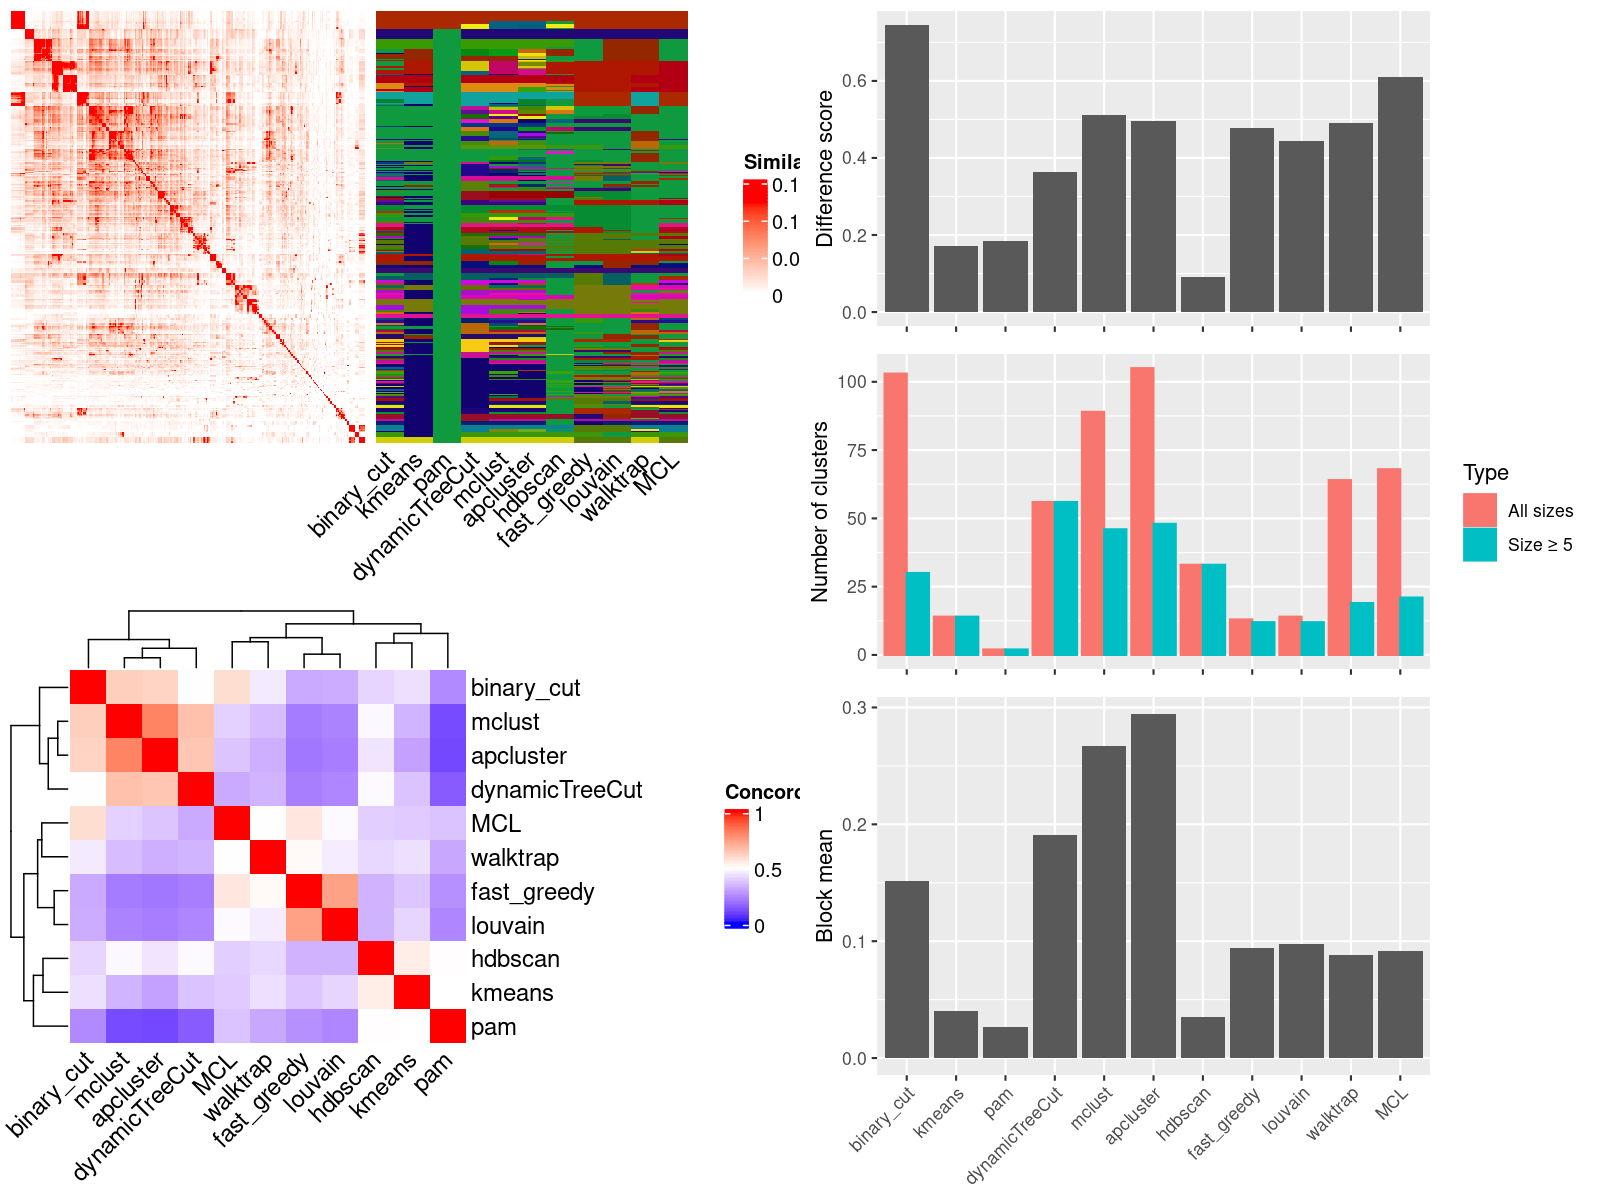 Simila
0.1
0.1
0.0
0
binary_cut
kmeans
pam
dynamicTreeCut
mclust
apcluster
hdbscan
fast_greedy
louvain
walktrap
MCL
Difference score
0.6
0.4
0.2
0.0
Number of clusters
100
75
50
25
0
Type
All sizes
Size ≥ 5
Block mean
0.3
0.2
0.1
0.0
binary_cut
kmeans
pam
dynamicTreeCut
mclust
apcluster
hdbscan
fast_greedy
louvain
walktrap
MCL
binary_cut
mclust
apcluster
dynamicTreeCut
MCL
walktrap
fast_greedy
louvain
hdbscan
kmeans
pam
binary_cut
mclust
apcluster
dynamicTreeCut
MCL
walktrap
fast_greedy
louvain
hdbscan
kmeans
pam
Concord
1
0.5
0